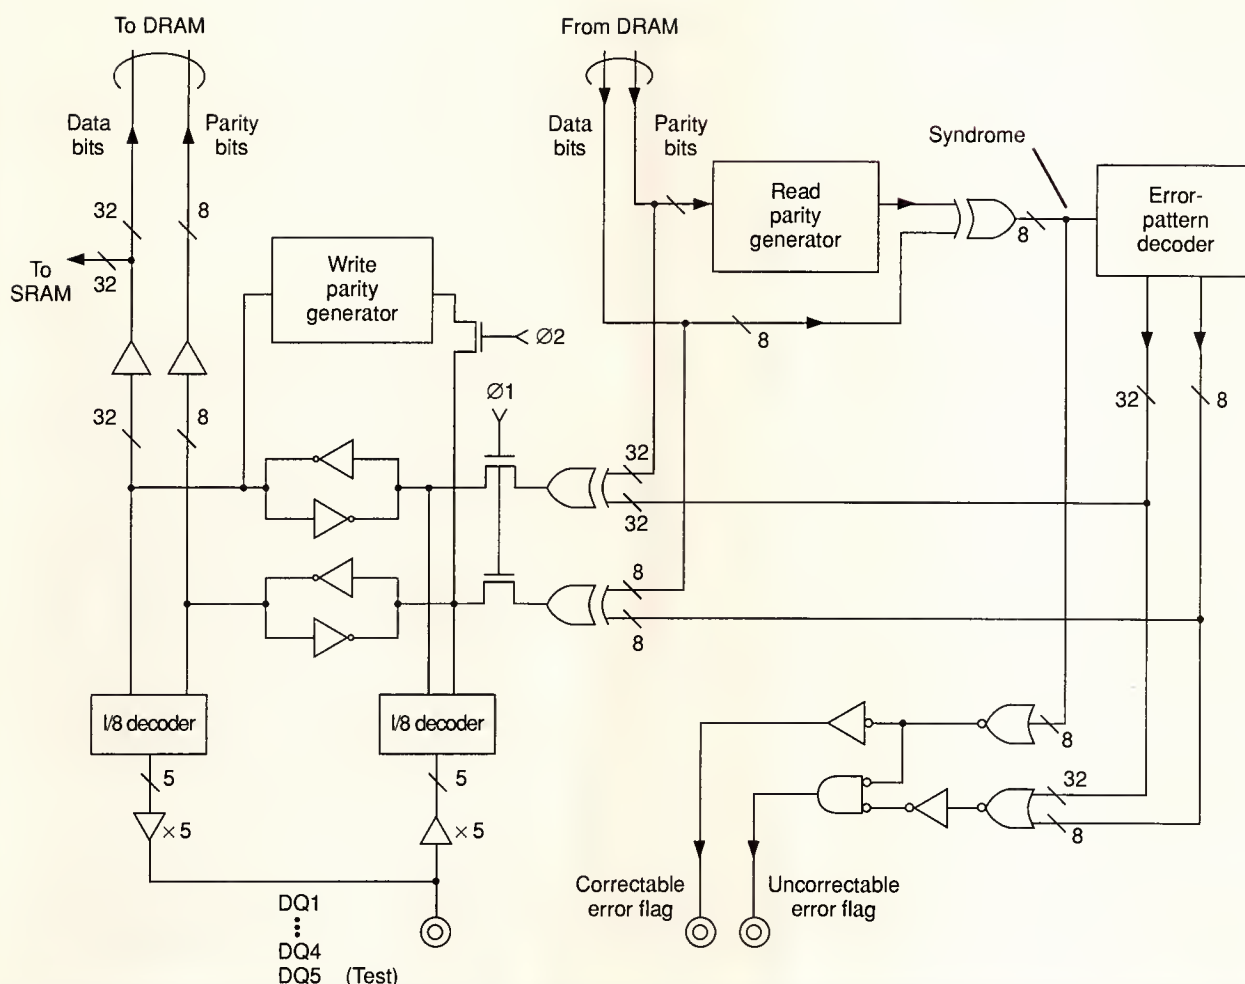 To DRAM
From DRAM
Data
bits
Parity
bits
Data
bits
Parity
bits
Syndrome
32
8
Read
parity
generator
8
Error-
pattern
decoder
To
SRAM
32
Write
parity
generator
Ø2
8
32
8
Ø1
32
8
32
32
8
8
I/8 decoder
I/8 decoder
8
5
5
32
× 5
× 5
8
Correctable
error flag
Uncorrectable
error flag
DQ1
DQ4
DQ5 (Test)